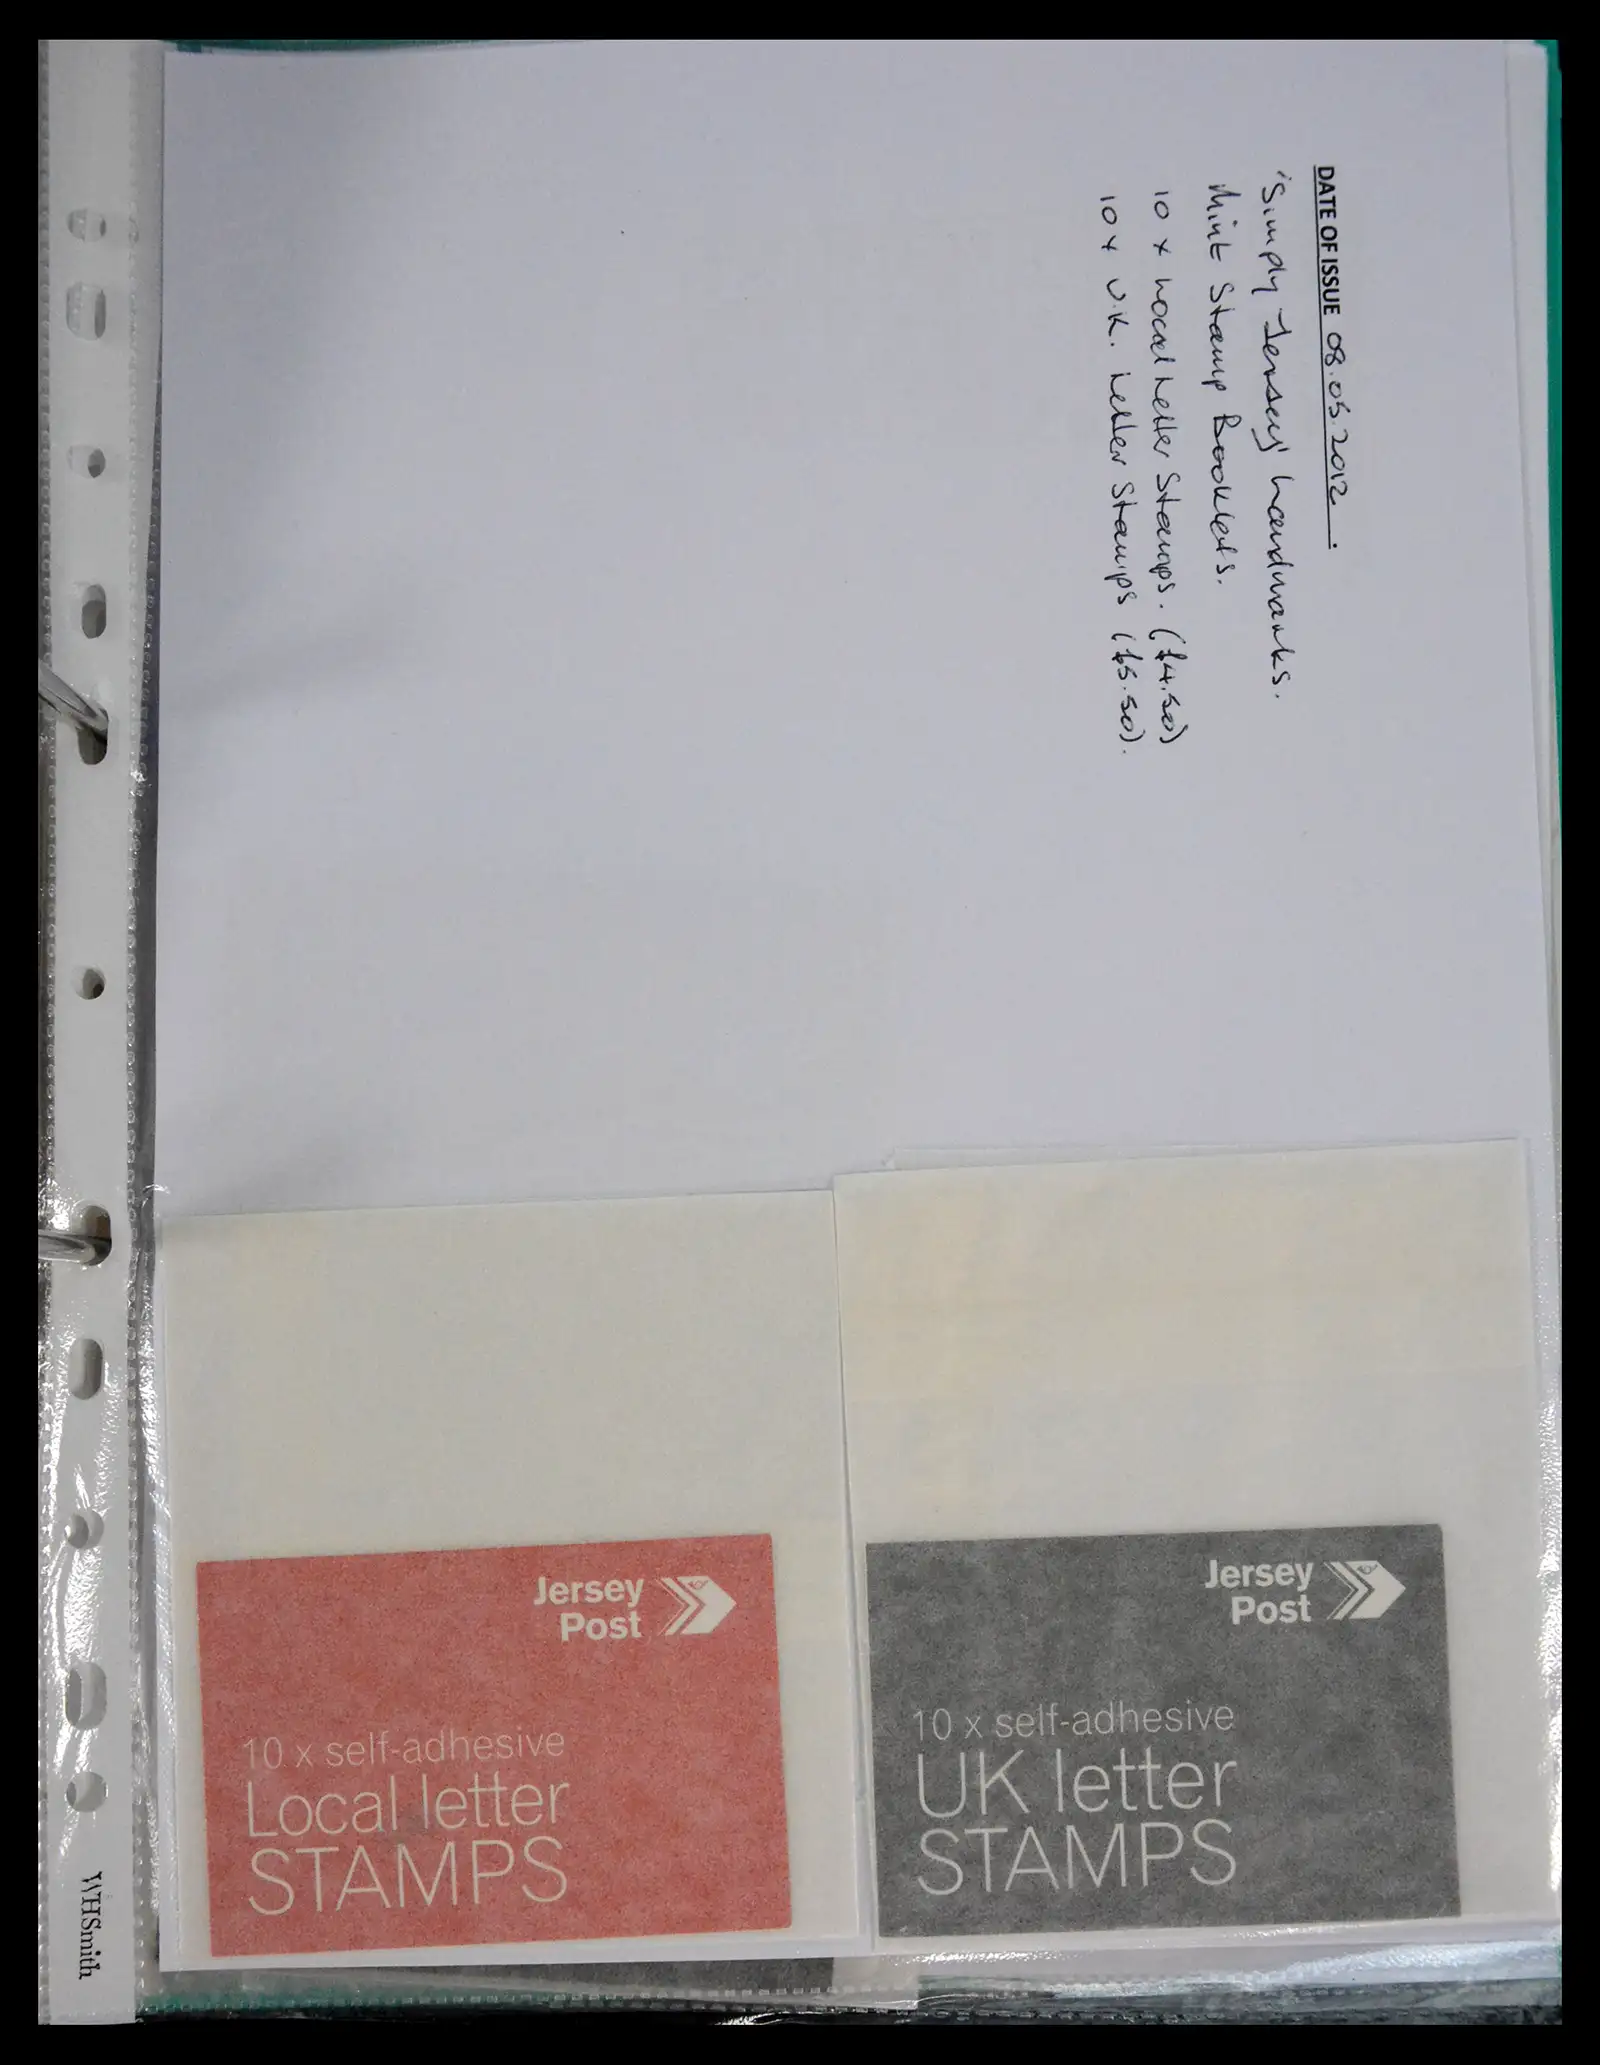 DATE OF ISSUE 08.05.2012.
'Simply Jersey' Landmarks.
Mint Stamp Booklets.
10 x Local Letter Stamps. (£4.50)
10 x U.K. Letter Stamps (£5.50).
Jersey
Post
10 x self-adhesive
Local letter
STAMPS
Jersey
Post
10 x self-adhesive
UK letter
STAMPS
WHSmith